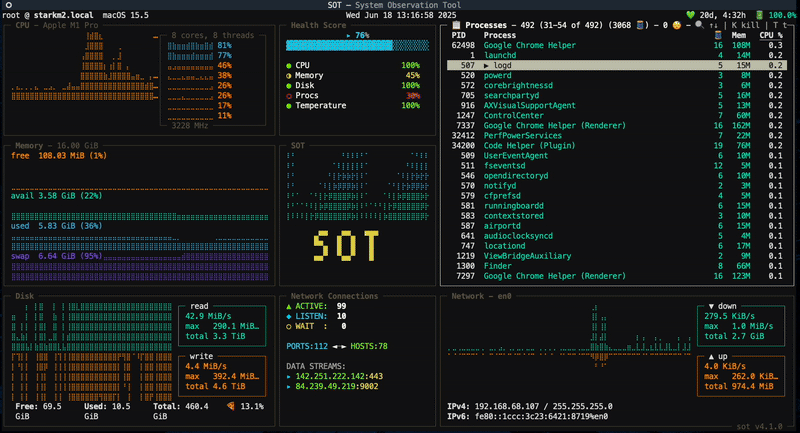 SOT — System Observation Tool
root @ starkm2.local macOS 15.5
Wed Jun 18 13:16:58 2025
20d, 4:32h 100.0%
CPU - Apple M1 Pro
8 cores, 8 threads
81%
77%
46%
38%
26%
26%
17%
11%
3228 MHz
Health Score
► 76%
● CPU 100%
Memory 45%
● Disk 100%
Procs 30%
● Temperature 100%
Memory - 16.00 GiB
free 108.03 MiB (1%)
avail 3.58 GiB (22%)
used 5.83 GiB (36%)
swap 6.64 GiB (95%)
SOT
SOT
Processes - 492 (31-54 of 492) (3068 ) - 0 - | K kill | T t
PID Process MEM CPU %
62498 Google Chrome Helper 16 108M 0.3
1 launchd 4 14M 0.2
507 ▶ logd 5 15M 0.2
520 powerd 3 8M 0.2
572 corebrightnessd 3 6M 0.2
705 searchpartyd 5 16M 0.2
916 AXVisualSupportAgent 5 13M 0.2
1247 ControlCenter 7 60M 0.2
7337 Google Chrome Helper (Renderer) 16 162M 0.2
32412 PerfPowerServices 7 22M 0.2
34200 Code Helper (Plugin) 19 76M 0.2
509 UserEventAgent 6 10M 0.1
511 fseventsd 12 5M 0.1
546 opendirectoryd 6 10M 0.1
570 notifyd 2 3M 0.1
579 cfprefsd 4 5M 0.1
581 runningboardd 6 15M 0.1
583 contextstored 3 10M 0.1
587 airportd 6 15M 0.1
641 audioclocksyncd 5 4M 0.1
747 locationd 6 17M 0.1
1219 ViewBridgeAuxiliary 2 9M 0.1
1300 Finder 8 66M 0.1
7297 Google Chrome Helper (Renderer) 16 123M 0.1
Disk
read
42.9 MiB/s
max 290.1 MiB…
total 3.3 TiB
write
4.4 MiB/s
max 392.4 MiB…
total 4.6 TiB
Free: 69.5 GiB Used: 10.5 GiB Total: 460.4 GiB 13.1%
Network Connections
▲ ACTIVE: 99
◆ LISTEN: 10
○ WAIT : 0
PORTS:112 ◄─► HOSTS:78
DATA STREAMS:
► 142.251.222.142:443
► 84.239.49.219:9002
Network - en0
▼ down
279.5 KiB/s
max 1.0 MiB/s
total 2.7 GiB
▲ up
4.0 KiB/s
max 262.0 KiB…
total 974.4 MiB
IPv4: 192.168.68.107 / 255.255.255.0
IPv6: fe80::1ccc:3c23:6421:8719%en0
sot v4.1.0